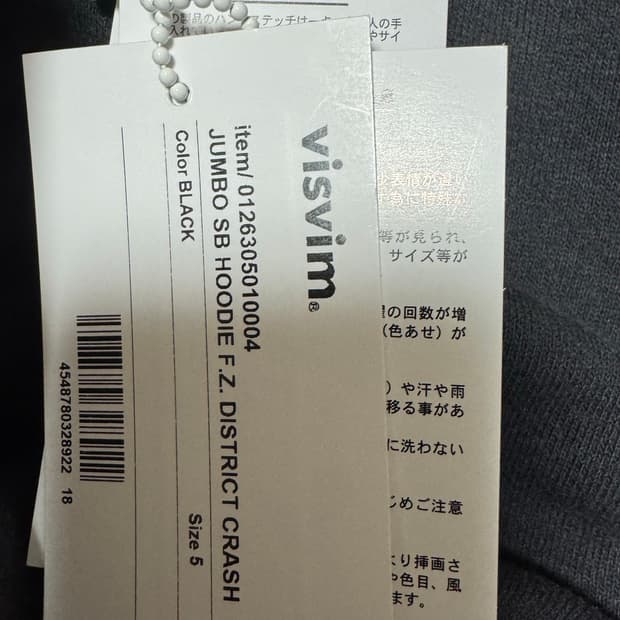 visvim®
item/ 0126305010004
JUMBO SB HOODIE F.Z. DISTRICT CRASH
Color BLACK
Size 5
4548780328922 18
等が見られ、
サイズ等が
の回数が増
(色あせ)が
)や汗や雨
移る事があ
に洗わない
じめご注意
より挿画さ
や色目、風
ます。